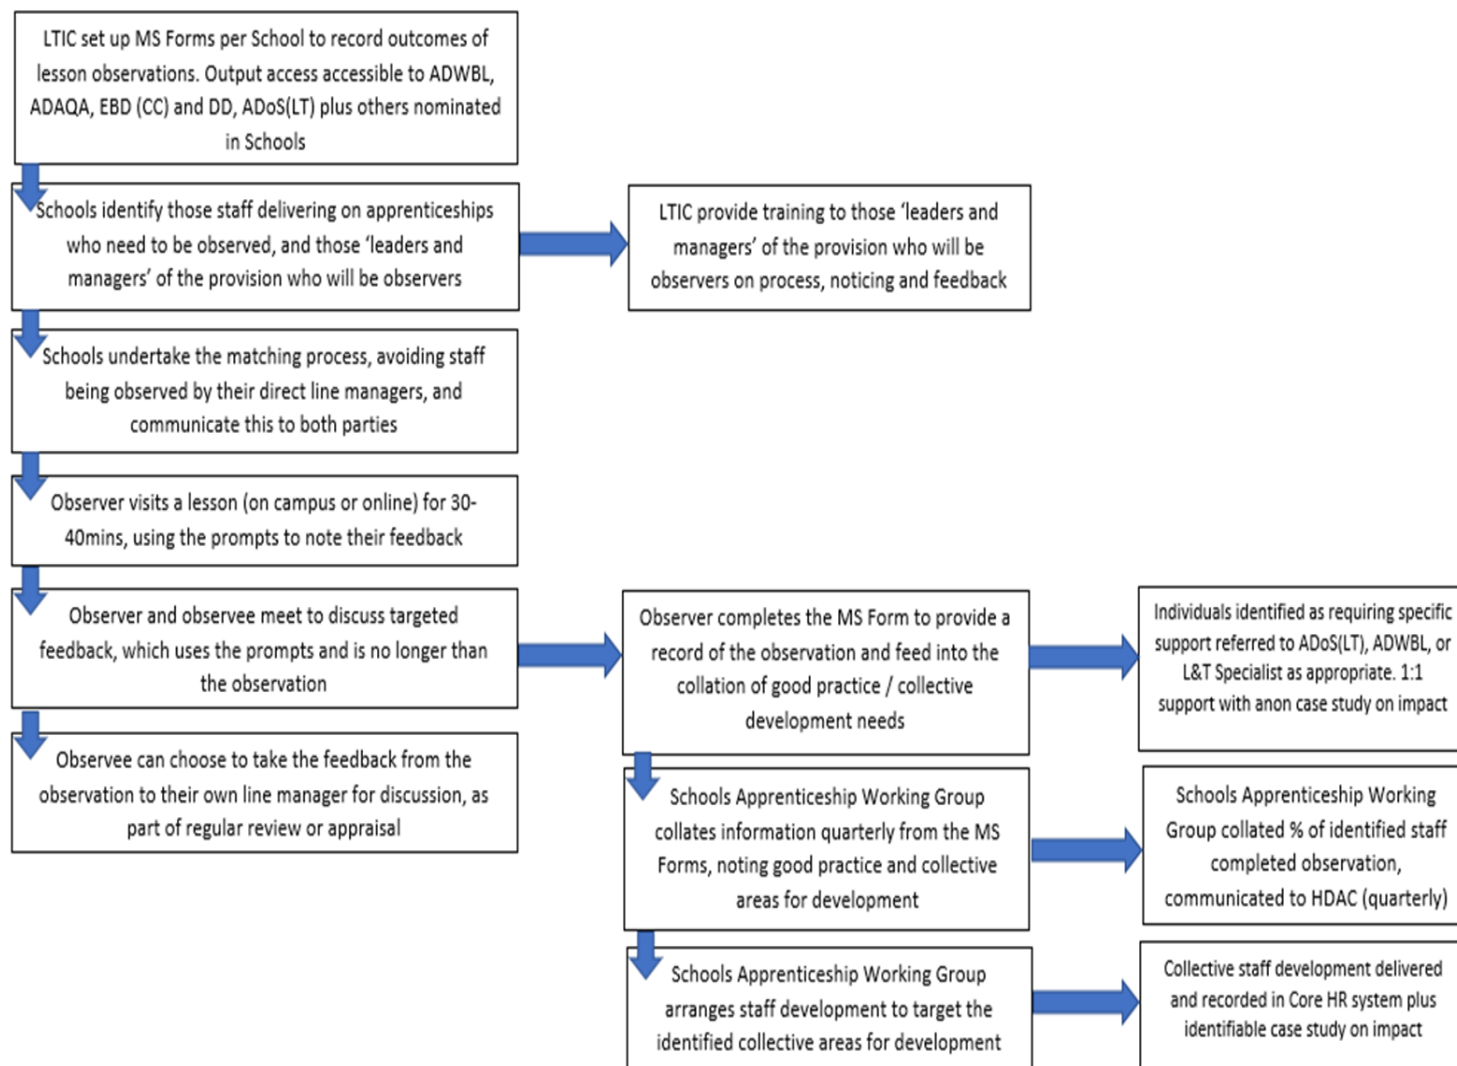 LTIC set up MS Forms per School to record outcomes of
lesson observations. Output access accessible to ADWBL,
ADAQA, EBD (CC) and DD, ADoS(LT) plus others nominated
in Schools
Schools identify those staff delivering on apprenticeships
who need to be observed, and those ‘leaders and
managers’ of the provision who will be observers
LTIC provide training to those ‘leaders and
managers’ of the provision who will be
observers on process, noticing and feedback
Schools undertake the matching process, avoiding staff
being observed by their direct line managers, and
communicate this to both parties
Observer visits a lesson (on campus or online) for 30-
40mins, using the prompts to note their feedback
Observer and observee meet to discuss targeted
feedback, which uses the prompts and is no longer than
the observation
Observer completes the MS Form to provide a
record of the observation and feed into the
collation of good practice / collective
development needs
Individuals identified as requiring specific
support referred to ADoS(LT), ADWBL, or
L&T Specialist as appropriate. 1:1
support with anon case study on impact
Observee can choose to take the feedback from the
observation to their own line manager for discussion, as
part of regular review or appraisal
Schools Apprenticeship Working Group
collates information quarterly from the MS
Forms, noting good practice and collective
areas for development
Schools Apprenticeship Working
Group collated % of identified staff
completed observation,
communicated to HDAC (quarterly)
Schools Apprenticeship Working Group
arranges staff development to target the
identified collective areas for development
Collective staff development delivered
and recorded in Core HR system plus
identifiable case study on impact